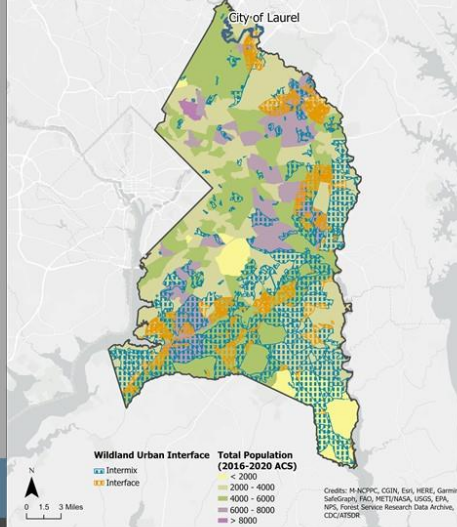 City of Laurel
Wildland Urban Interface
Intermix
Interface
Total Population
(2016-2020 ACS)
< 2000
2000 - 4000
4000 - 6000
6000 - 8000
> 8000
N
0 1.5 3 Miles
Credits: M-NCPPC, CGIN, Esri, HERE, Garmin
SafeGraph, FAO, METI/NASA, USGS, EPA,
NPS, Forest Service Research Data Archive,
CDC/ATSDR